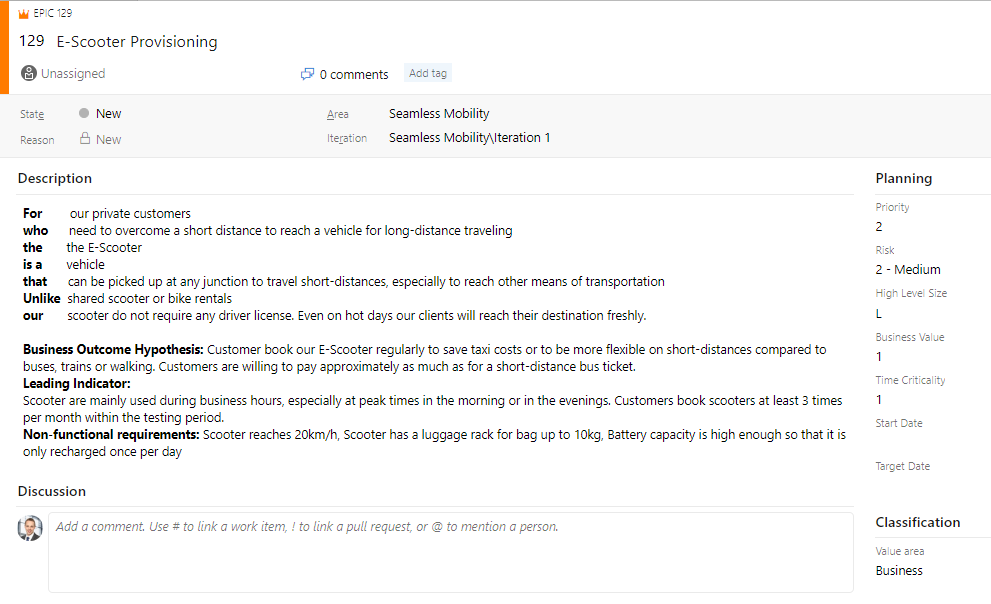 EPIC 129
129 E-Scooter Provisioning
Unassigned
0 comments
Add tag
State New
Area Seamless Mobility
Reason New
Iteration Seamless Mobility\Iteration 1
Description
For our private customers
who need to overcome a short distance to reach a vehicle for long-distance traveling
the the E-Scooter
is a vehicle
that can be picked up at any junction to travel short-distances, especially to reach other means of transportation
Unlike shared scooter or bike rentals
our scooter do not require any driver license. Even on hot days our clients will reach their destination freshly.
Business Outcome Hypothesis: Customer book our E-Scooter regularly to save taxi costs or to be more flexible on short-distances compared to
buses, trains or walking. Customers are willing to pay approximately as much as for a short-distance bus ticket.
Leading Indicator:
Scooter are mainly used during business hours, especially at peak times in the morning or in the evenings. Customers book scooters at least 3 times
per month within the testing period.
Non-functional requirements: Scooter reaches 20km/h, Scooter has a luggage rack for bag up to 10kg, Battery capacity is high enough so that it is
only recharged once per day
Discussion
Add a comment. Use # to link a work item, ! to link a pull request, or @ to mention a person.
Planning
Priority
2
Risk
2 - Medium
High Level Size
L
Business Value
1
Time Criticality
1
Start Date
Target Date
Classification
Value area
Business